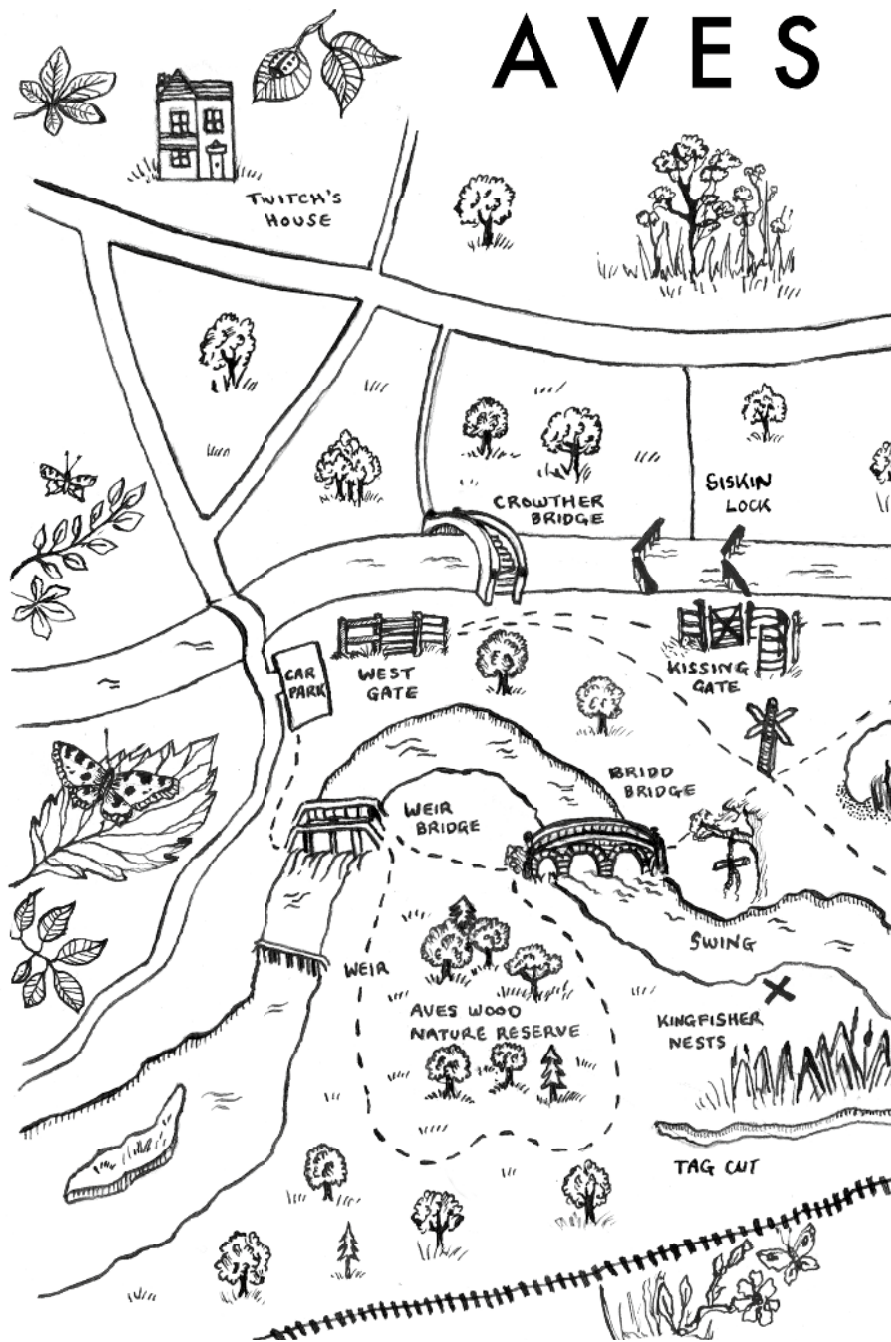 AVES
TWITCH'S
HOUSE
CROWTHER
BRIDGE
SISKIN
LOCK
CAR
PARK
WEST
GATE
KISSING
GATE
BRIDD
BRIDGE
WEIR
BRIDGE
SWING
WEIR
AVES WOOD
NATURE RESERVE
KINGFISHER
NESTS
TAG CUT